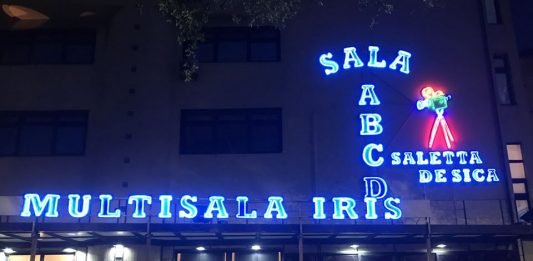 SALA
A
B
C
D
SALETTA
DE SICA
MULTISALA IRIS